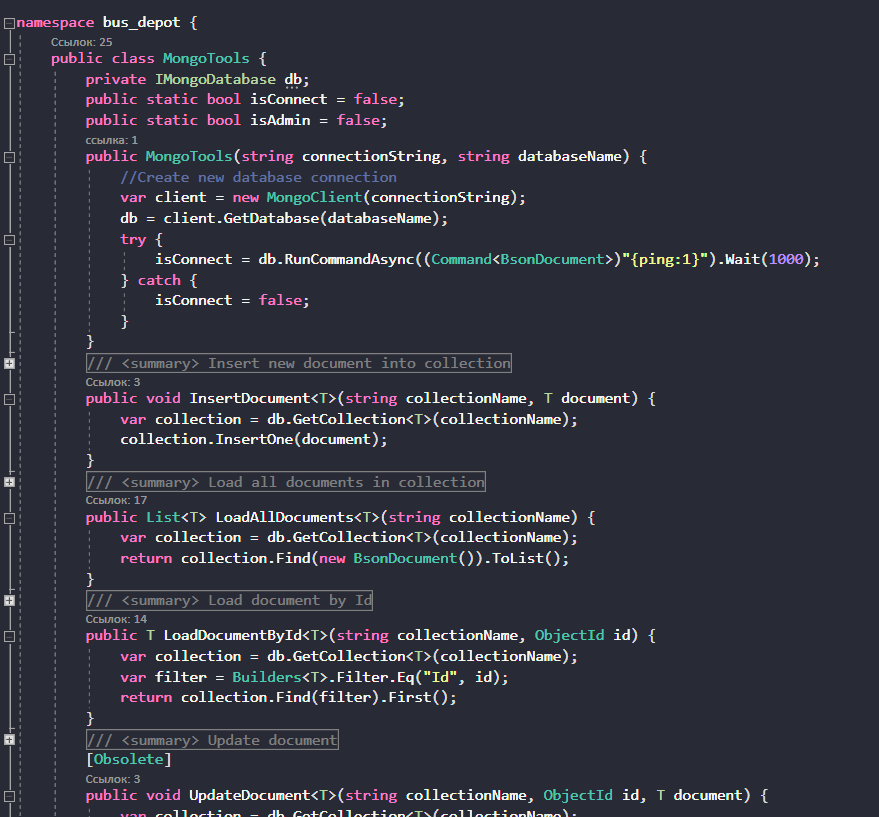 namespace bus_depot {
Ссылок: 25
public class MongoTools {
private IMongoDatabase db;
public static bool isConnect = false;
public static bool isAdmin = false;
ссылка: 1
public MongoTools(string connectionString, string databaseName) {
//Create new database connection
var client = new MongoClient(connectionString);
db = client.GetDatabase(databaseName);
try {
isConnect = db.RunCommandAsync((Command<BsonDocument>)"{ping:1}").Wait(1000);
} catch {
isConnect = false;
}
}
/// <summary> Insert new document into collection
Ссылок: 3
public void InsertDocument<T>(string collectionName, T document) {
var collection = db.GetCollection<T>(collectionName);
collection.InsertOne(document);
}
/// <summary> Load all documents in collection
Ссылок: 17
public List<T> LoadAllDocuments<T>(string collectionName) {
var collection = db.GetCollection<T>(collectionName);
return collection.Find(new BsonDocument()).ToList();
}
/// <summary> Load document by Id
Ссылок: 14
public T LoadDocumentById<T>(string collectionName, ObjectId id) {
var collection = db.GetCollection<T>(collectionName);
var filter = Builders<T>.Filter.Eq("Id", id);
return collection.Find(filter).First();
}
/// <summary> Update document
[Obsolete]
Ссылок: 3
public void UpdateDocument<T>(string collectionName, ObjectId id, T document) {
var collection = db.GetCollection<T>(collectionName);